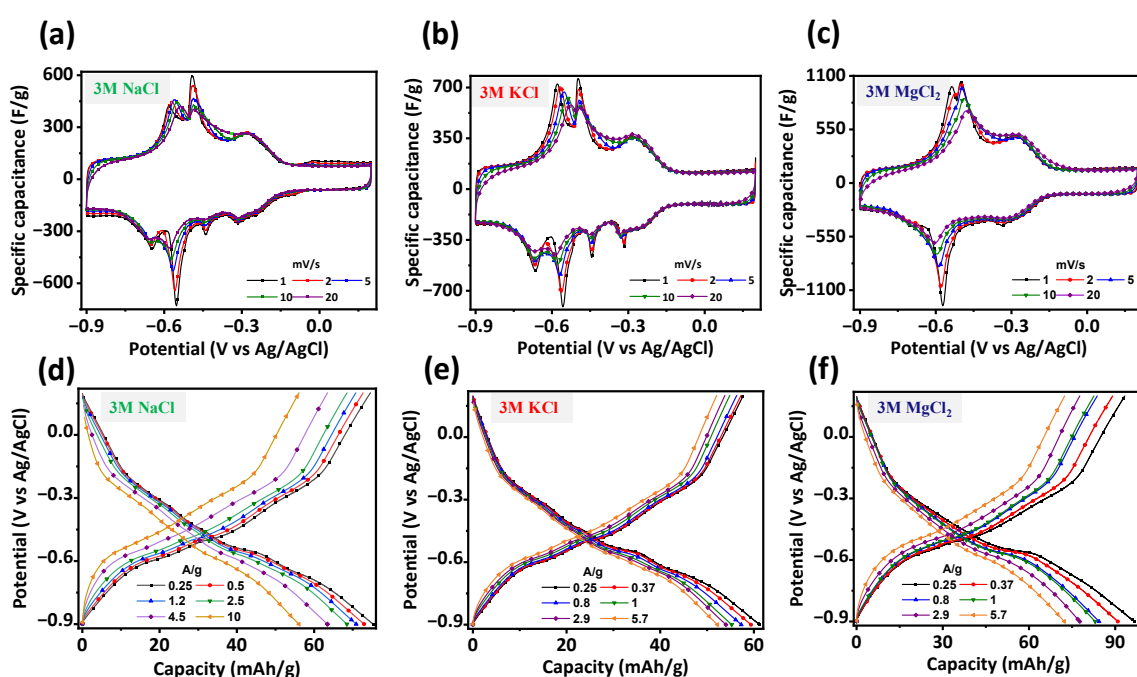 (a)
3M NaCl
Specific capacitance (F/g)
600
300
0
−300
−600
mV/s
1 2 5
10 20
−0.9 −0.6 −0.3 0.0
Potential (V vs Ag/AgCl)
(b)
3M KCl
Specific capacitance (F/g)
700
350
0
−350
−700
mV/s
1 2 5
10 20
−0.9 −0.6 −0.3 0.0
Potential (V vs Ag/AgCl)
(c)
3M MgCl₂
Specific capacitance (F/g)
1100
550
0
−550
−1100
mV/s
1 2 5
10 20
−0.9 −0.6 −0.3 0.0
Potential (V vs Ag/AgCl)
(d)
3M NaCl
Potential (V vs Ag/AgCl)
0.0
−0.3
−0.6
−0.9
A/g
0.25 0.5
1.2 2.5
4.5 10
0 20 40 60
Capacity (mAh/g)
(e)
3M KCl
Potential (V vs Ag/AgCl)
0.0
−0.3
−0.6
−0.9
A/g
0.25 0.37
0.8 1
2.9 5.7
0 20 40 60
Capacity (mAh/g)
(f)
3M MgCl₂
Potential (V vs Ag/AgCl)
0.0
−0.3
−0.6
−0.9
A/g
0.25 0.37
0.8 1
2.9 5.7
0 30 60 90
Capacity (mAh/g)